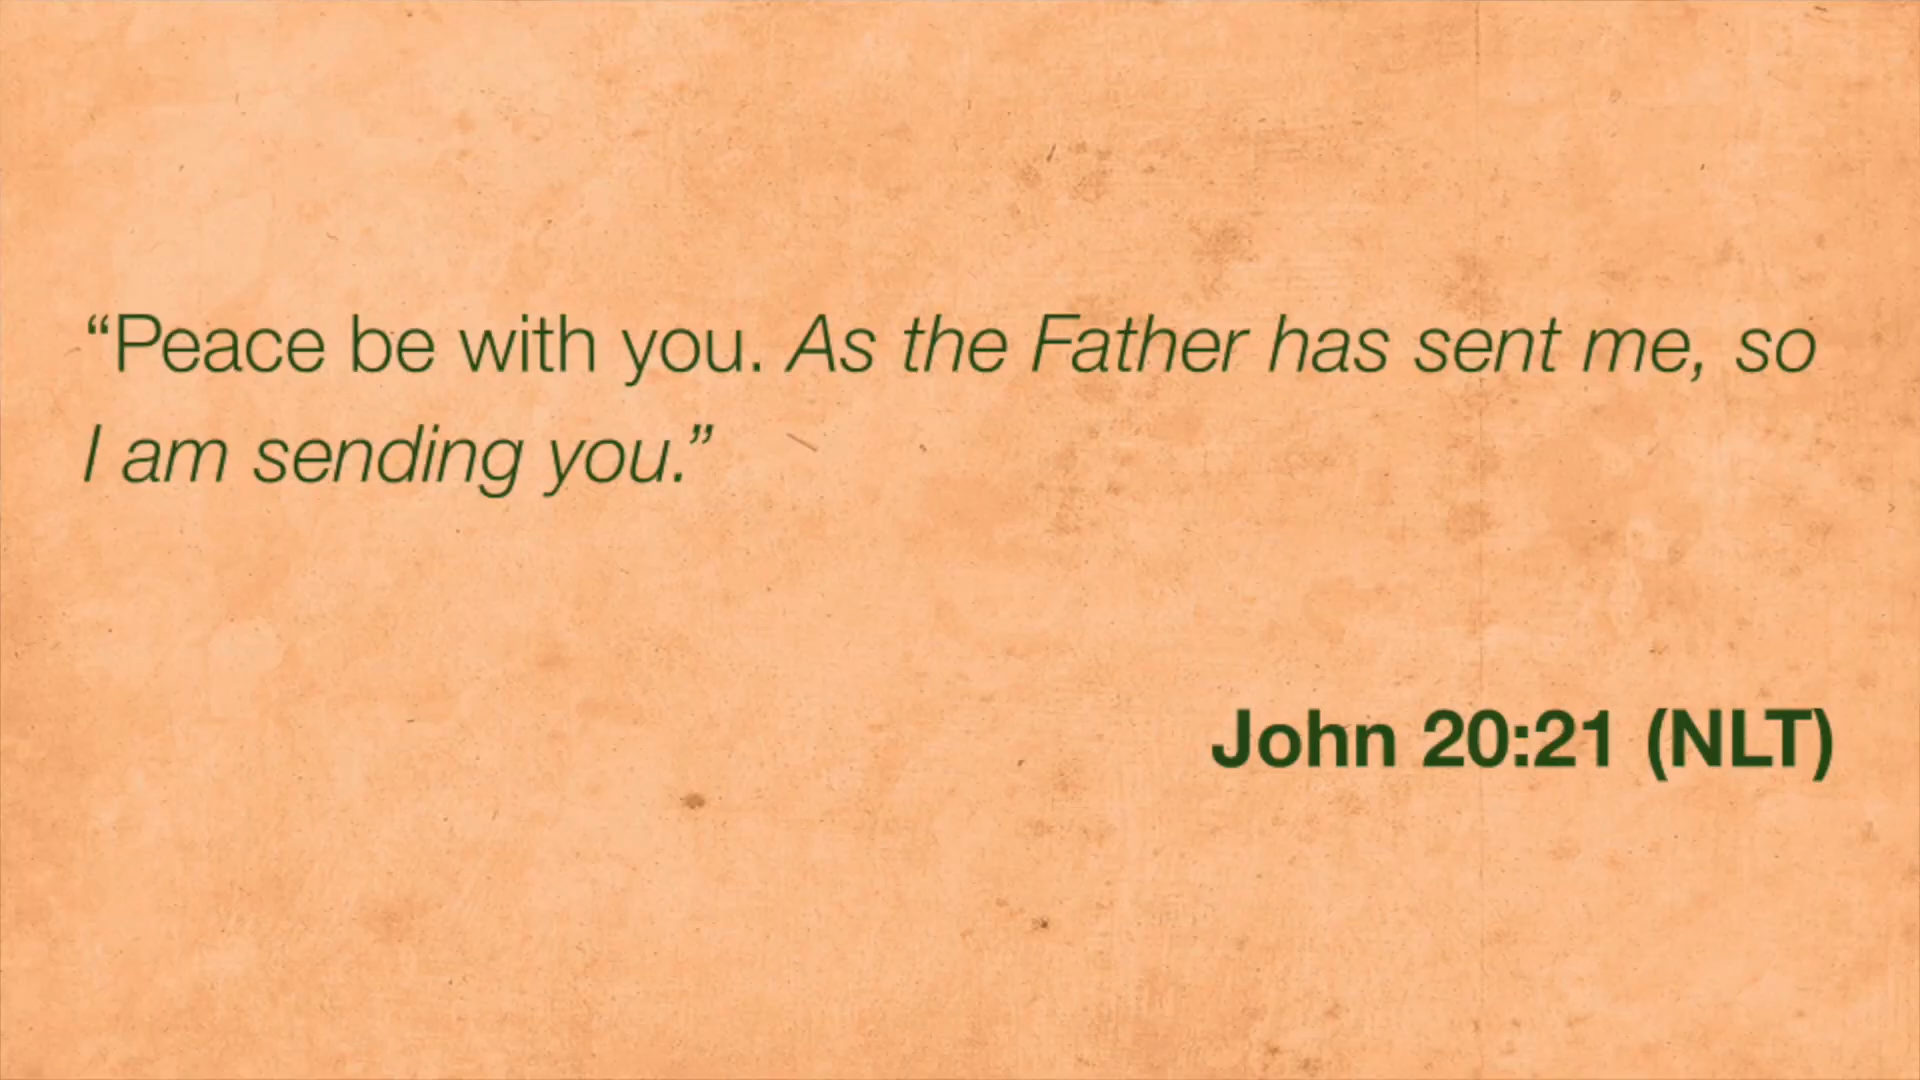 “Peace be with you. As the Father has sent me, so
I am sending you.”
John 20:21 (NLT)